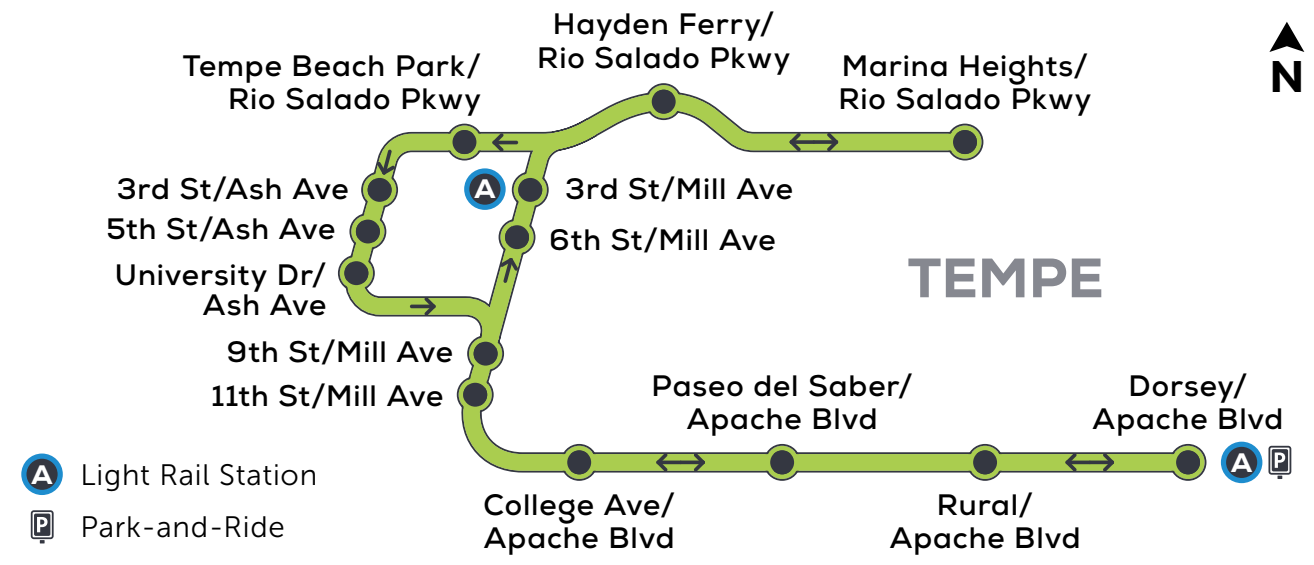 Hayden Ferry/
Rio Salado Pkwy
Tempe Beach Park/
Rio Salado Pkwy
Marina Heights/
Rio Salado Pkwy
N
3rd St/Ash Ave
A
3rd St/Mill Ave
5th St/Ash Ave
6th St/Mill Ave
University Dr/
Ash Ave
TEMPE
9th St/Mill Ave
11th St/Mill Ave
Paseo del Saber/
Apache Blvd
Dorsey/
Apache Blvd
A
P
College Ave/
Apache Blvd
Rural/
Apache Blvd
A Light Rail Station
P Park-and-Ride